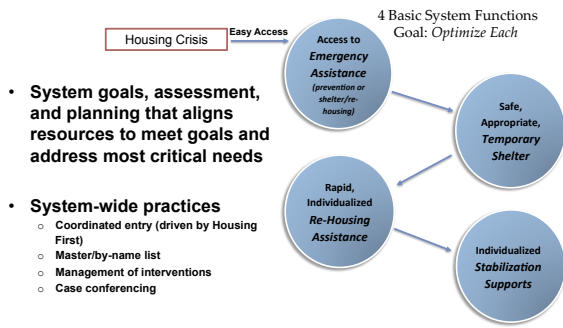 4 Basic System Functions
Goal: Optimize Each
Housing Crisis
Easy Access
Access to
Emergency
Assistance
(prevention or
shelter/re-
housing)
• System goals, assessment,
and planning that aligns
resources to meet goals and
address most critical needs
Safe,
Appropriate,
Temporary
Shelter
• System-wide practices
o Coordinated entry (driven by Housing
First)
o Master/by-name list
o Management of interventions
o Case conferencing
Rapid,
Individualized
Re-Housing
Assistance
Individualized
Stabilization
Supports